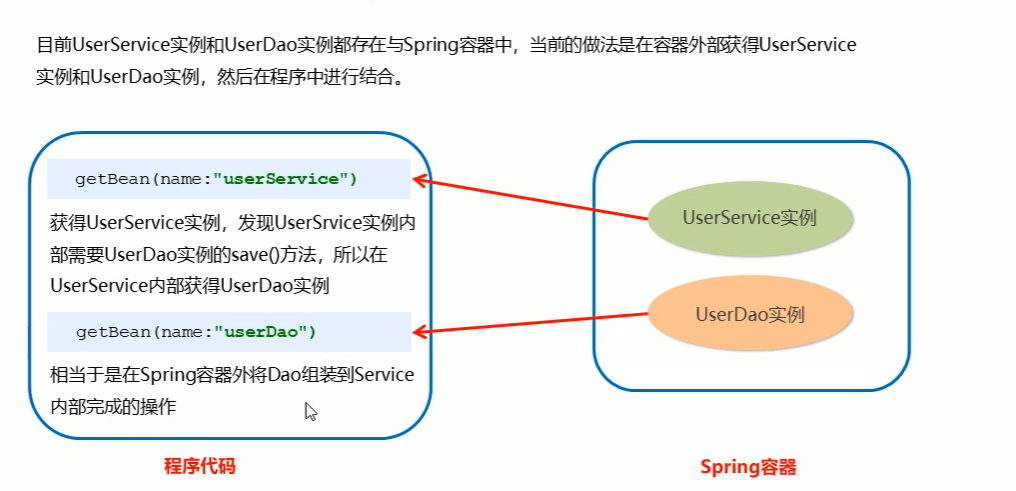 目前UserService实例和UserDao实例都存在与Spring容器中，当前的做法是在容器外部获得UserService
实例和UserDao实例，然后在程序中进行结合。
getBean(name:"userService")
获得UserService实例，发现UserSrvice实例内
部需要UserDao实例的save()方法，所以在
UserService内部获得UserDao实例
getBean(name:"userDao")
相当于是在Spring容器外将Dao组装到Service
内部完成的操作
程序代码
UserService实例
UserDao实例
Spring容器